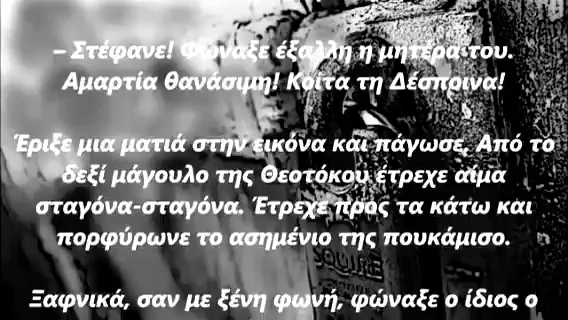 – Στέφανε! Φώναξε έξαλλη η μητέρα του.
Αμαρτία θανάσιμη! Κοίτα τη Δέσποινα!
Έριξε μια ματιά στην εικόνα και πάγωσε. Από το
δεξί μάγουλο της Θεοτόκου έτρεχε αίμα
σταγόνα-σταγόνα. Έτρεχε προς τα κάτω και
πορφύρωνε το ασημένιο της πουκάμισο.
Ξαφνικά, σαν με ξένη φωνή, φώναξε ο ίδιος ο